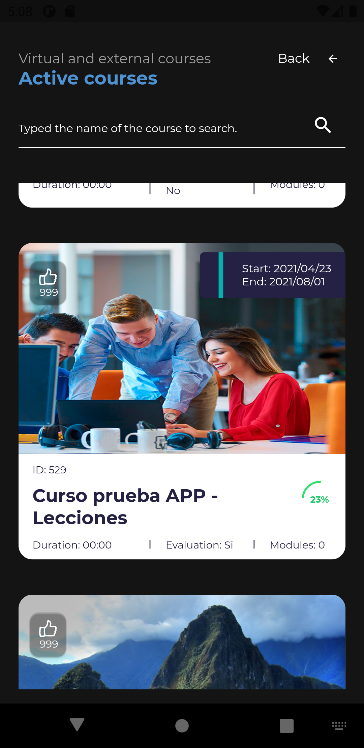 5:08
Virtual and external courses
Back
Active courses
Typed the name of the course to search.
Duration: 00:00 | No | Modules: 0
999
Start: 2021/04/23
End: 2021/08/01
ID: 529
Curso prueba APP -
Lecciones
23%
Duration: 00:00 | Evaluation: Si | Modules: 0
999